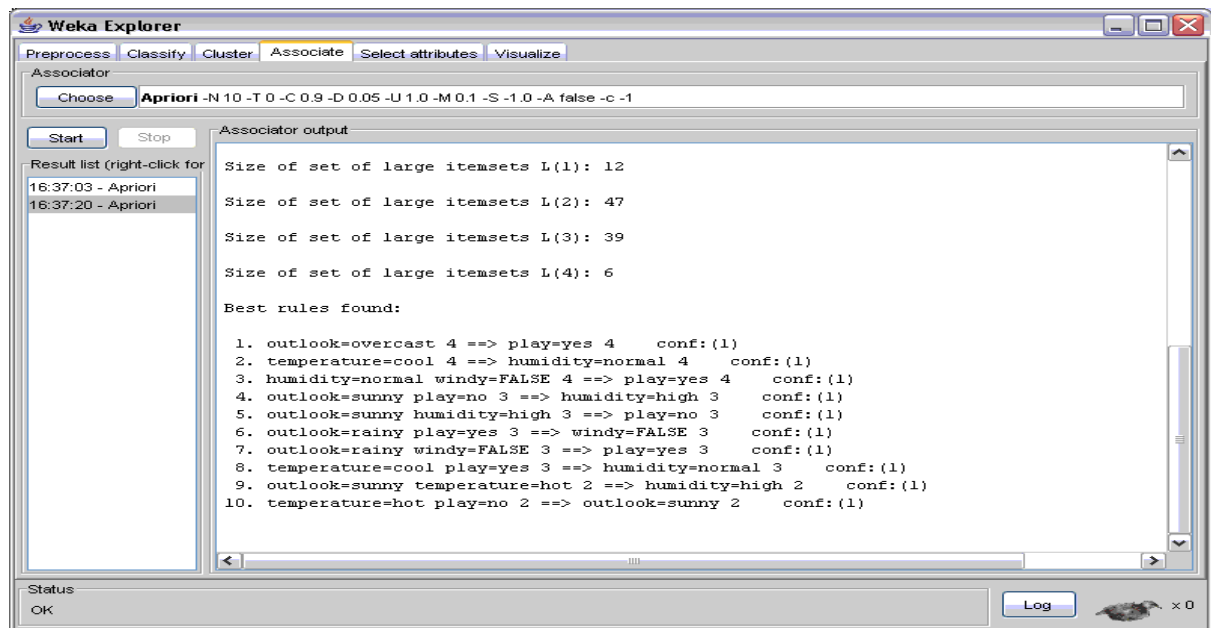 Weka Explorer
Preprocess Classify Cluster Associate Select attributes Visualize
Associator
Choose Apriori -N 10 -T 0 -C 0.9 -D 0.05 -U 1.0 -M 0.1 -S -1.0 -A false -c -1
Start Stop
Result list (right-click for
16:37:03 - Apriori
16:37:20 - Apriori
Associator output
Size of set of large itemsets L(1): 12
Size of set of large itemsets L(2): 47
Size of set of large itemsets L(3): 39
Size of set of large itemsets L(4): 6
Best rules found:
1. outlook=overcast 4 ==> play=yes 4 conf:(1)
2. temperature=cool 4 ==> humidity=normal 4 conf:(1)
3. humidity=normal windy=FALSE 4 ==> play=yes 4 conf:(1)
4. outlook=sunny play=no 3 ==> humidity=high 3 conf:(1)
5. outlook=sunny humidity=high 3 ==> play=no 3 conf:(1)
6. outlook=rainy play=yes 3 ==> windy=FALSE 3 conf:(1)
7. outlook=rainy windy=FALSE 3 ==> play=yes 3 conf:(1)
8. temperature=cool play=yes 3 ==> humidity=normal 3 conf:(1)
9. outlook=sunny temperature=hot 2 ==> humidity=high 2 conf:(1)
10. temperature=hot play=no 2 ==> outlook=sunny 2 conf:(1)
Status
OK
Log x 0